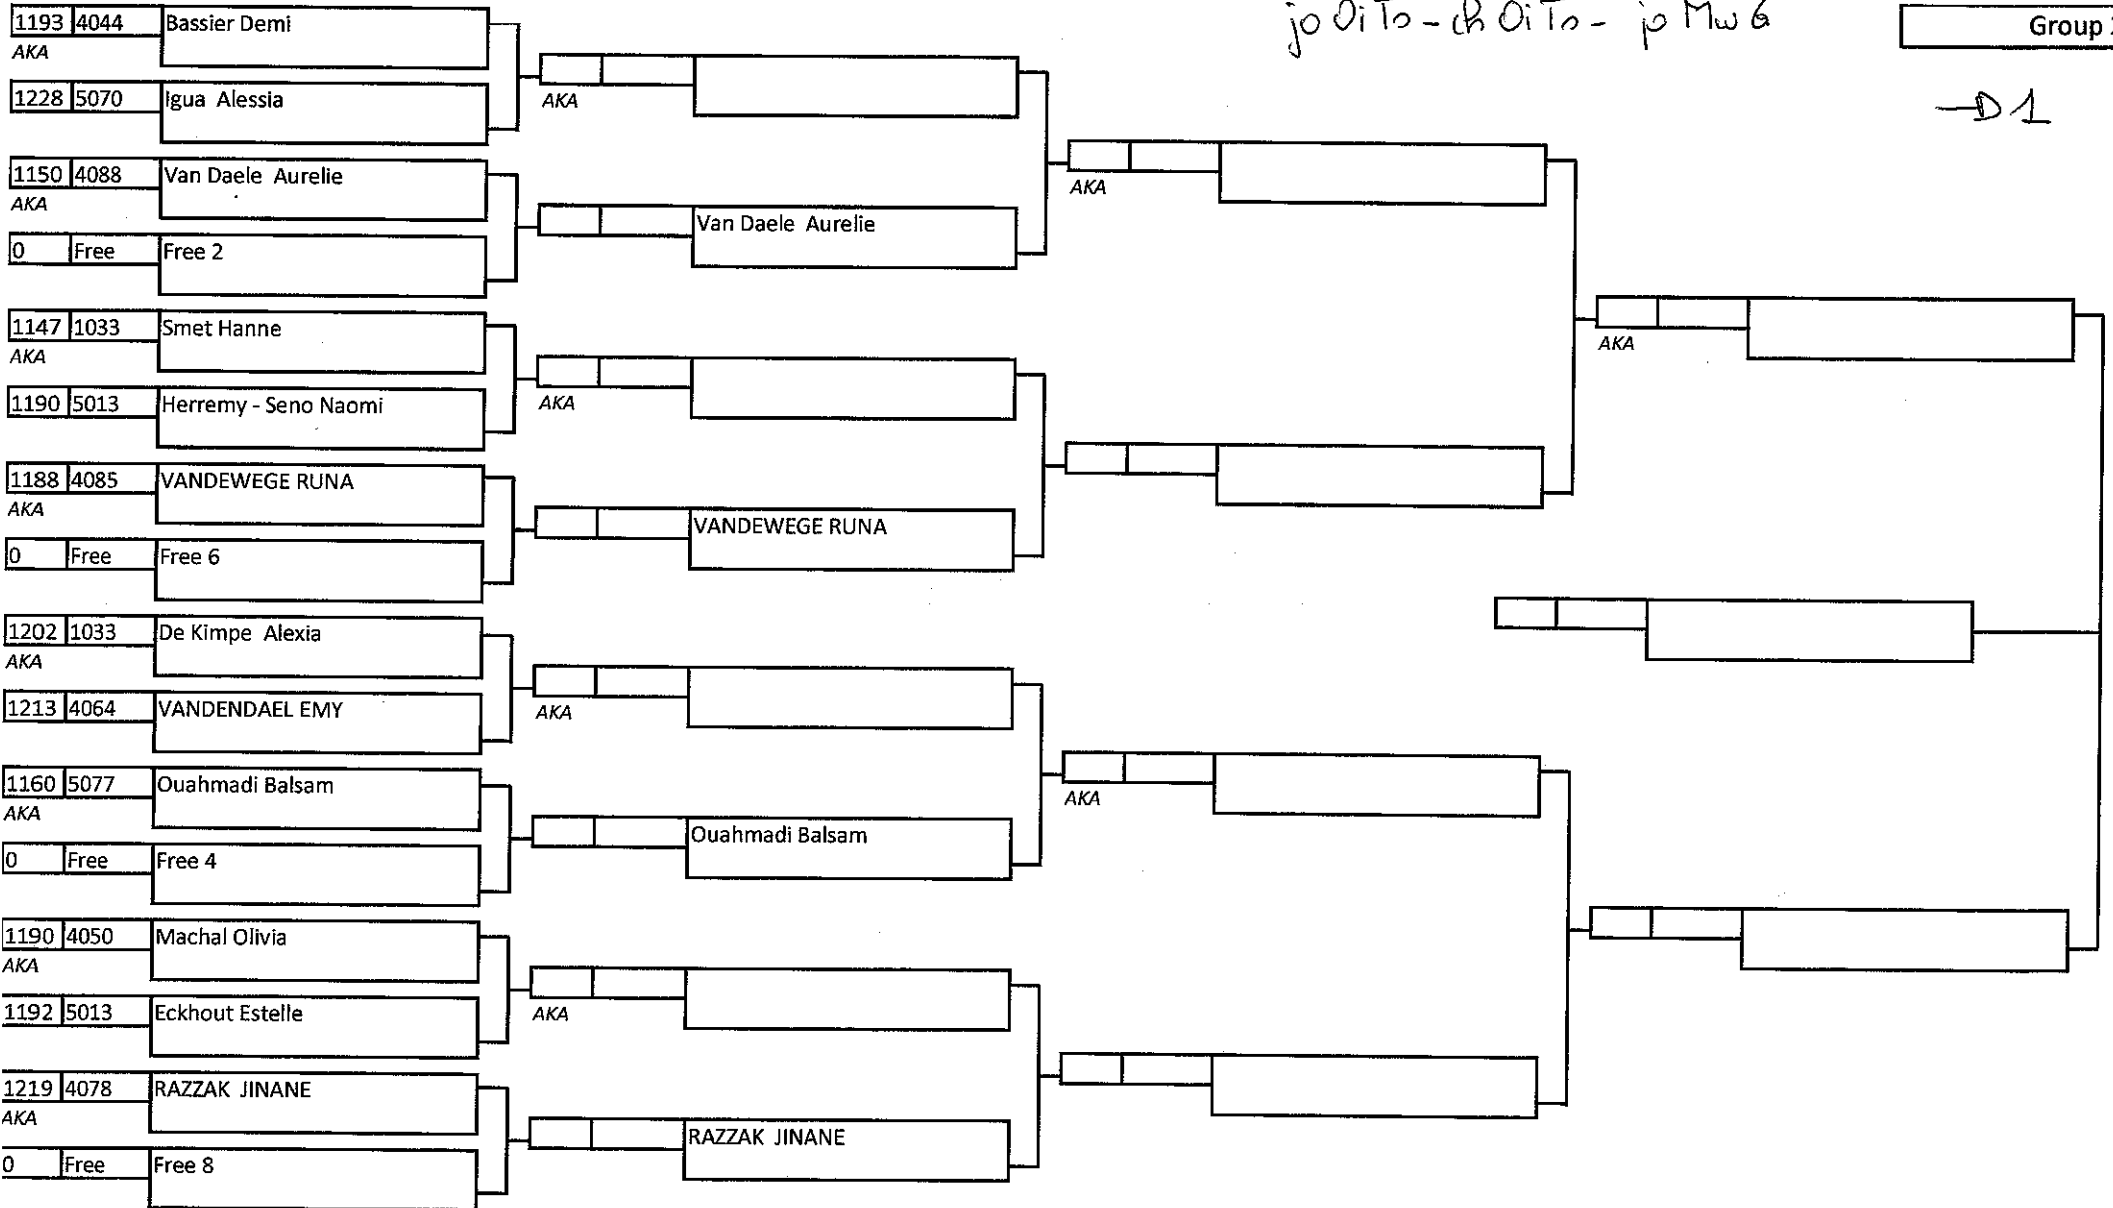 Group
1193 4044 Bassier Demi
AKA
1228 5070 Igua Alessia
AKA
1150 4088 Van Daele Aurelie
AKA
AKA
Van Daele Aurelie
0 Free Free 2
1147 1033 Smet Hanne
AKA
AKA
1190 5013 Herremy - Seno Naomi
AKA
1188 4085 VANDEWEGE RUNA
AKA
VANDEWEGE RUNA
0 Free Free 6
1202 1033 De Kimpe Alexia
AKA
1213 4064 VANDENDAEL EMY
AKA
1160 5077 Ouahmadi Balsam
AKA
AKA
Ouahmadi Balsam
0 Free Free 4
1190 4050 Machal Olivia
AKA
1192 5013 Eckhout Estelle
AKA
1219 4078 RAZZAK JINANE
AKA
RAZZAK JINANE
0 Free Free 8